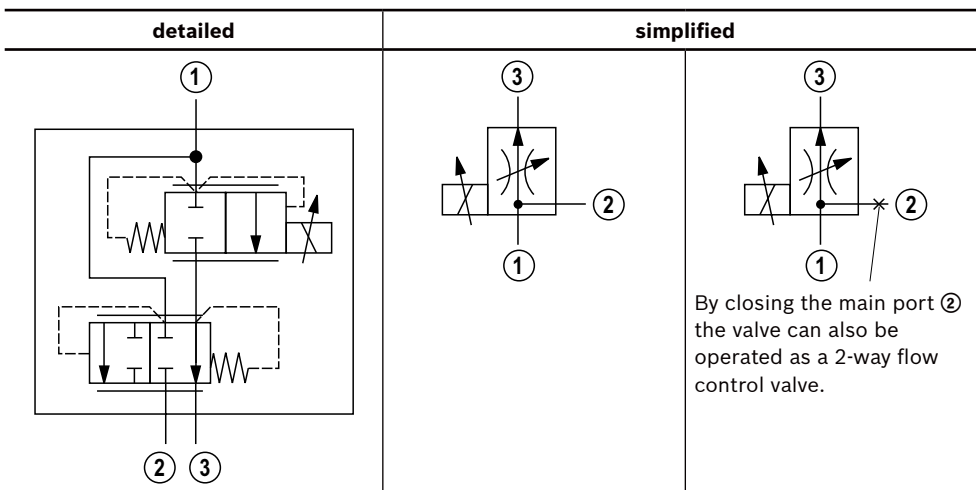 detailed
simplified
①
② ③
③
②
①
③
②
①
By closing the main port ②
the valve can also be
operated as a 2-way flow
control valve.